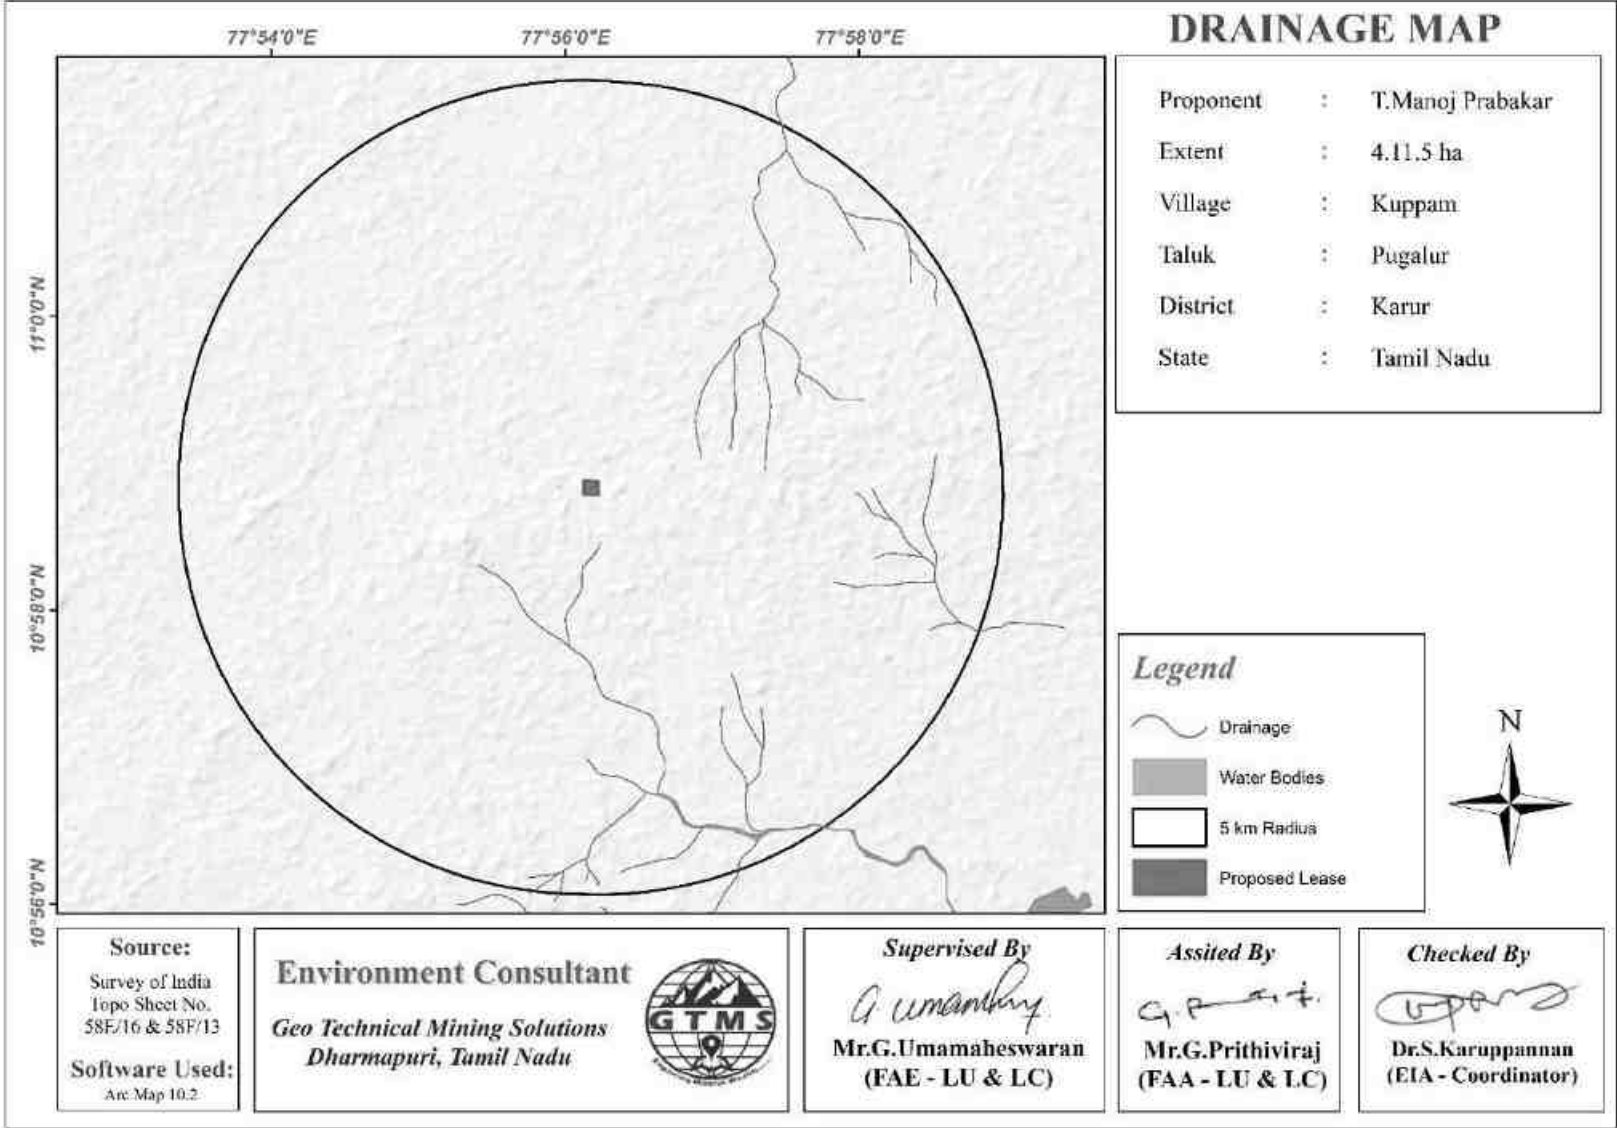 DRAINAGE MAP
77°54'0"E
77°56'0"E
77°58'0"E
11°0'0"N
10°58'0"N
10°56'0"N
Proponent : T.Manoj Prabakar
Extent : 4.11.5 ha
Village : Kuppam
Taluk : Pugalur
District : Karur
State : Tamil Nadu
Legend
Drainage
Water Bodies
5 km Radius
Proposed Lease
N
Source:
Survey of India
Topo Sheet No.
58E/16 & 58F/13
Software Used:
Arc Map 10.2
Environment Consultant
Geo Technical Mining Solutions
Dharmapuri, Tamil Nadu
GTMS
Supervised By
Mr.G.Umamaheswaran
(FAE - LU & LC)
Assited By
Mr.G.Prithiviraj
(FAA - LU & LC)
Checked By
Dr.S.Karuppannan
(EIA - Coordinator)